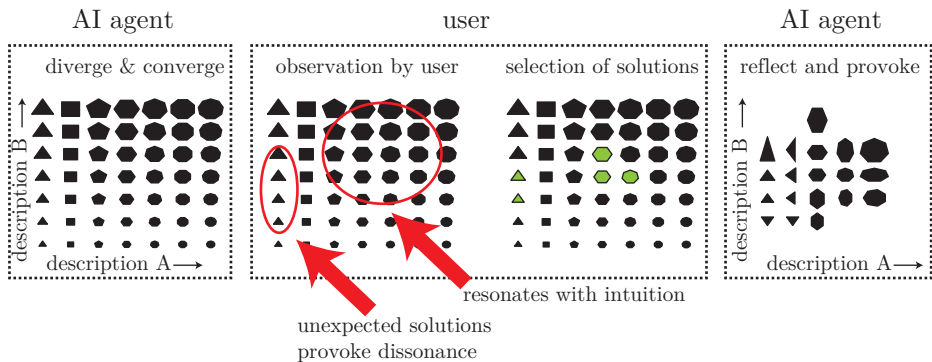 AI agent
user
AI agent
diverge & converge
observation by user
selection of solutions
reflect and provoke
description B
description A
description B
description A
resonates with intuition
unexpected solutions
provoke dissonance